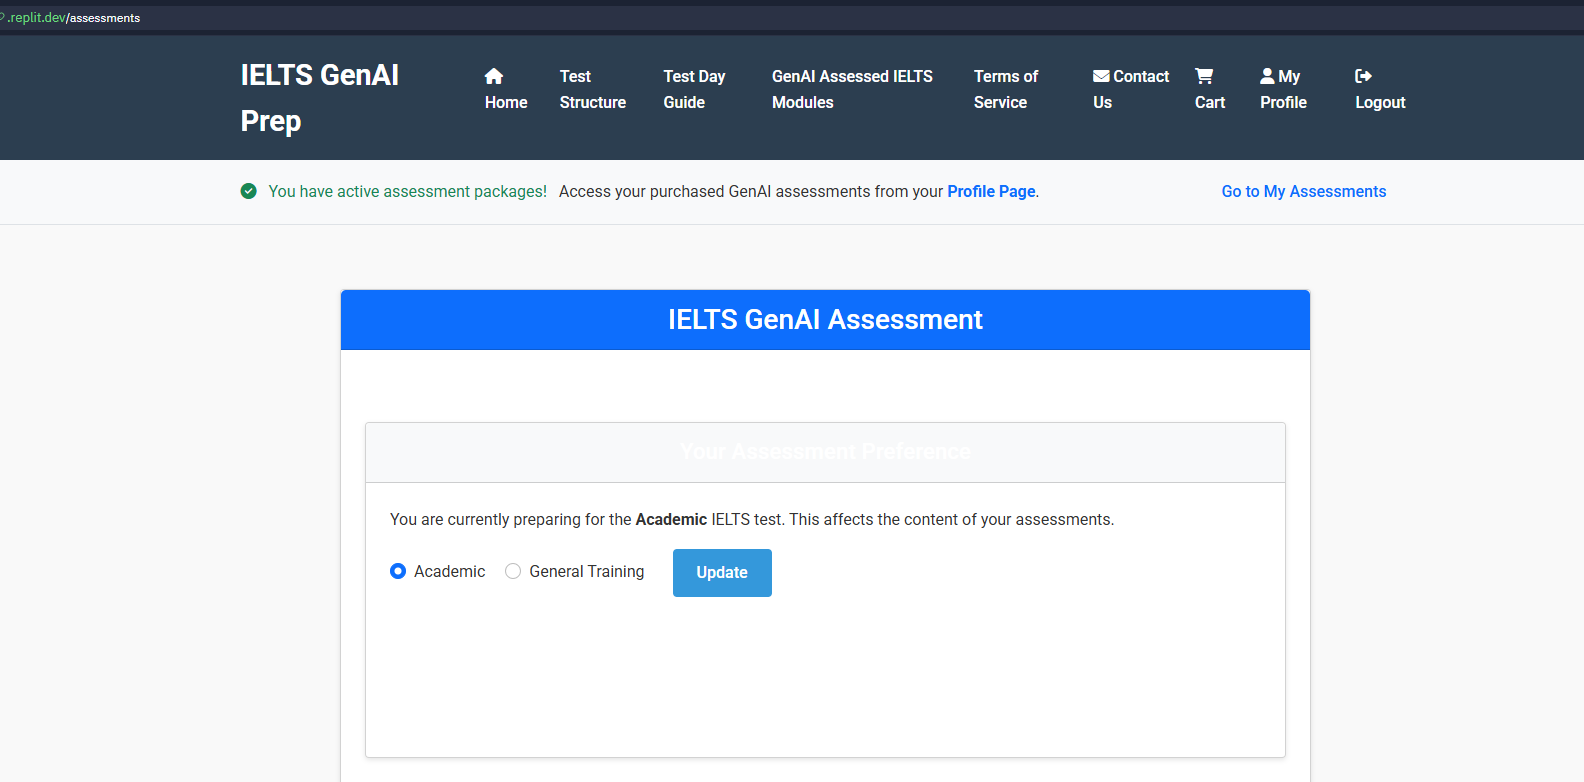 .replit.dev/assessments
IELTS GenAI
Prep
Home
Test
Structure
Test Day
Guide
GenAI Assessed IELTS
Modules
Terms of
Service
Contact
Us
Cart
My
Profile
Logout
You have active assessment packages! Access your purchased GenAI assessments from your Profile Page.
Go to My Assessments
IELTS GenAI Assessment
Your Assessment Preference
You are currently preparing for the Academic IELTS test. This affects the content of your assessments.
Academic
General Training
Update